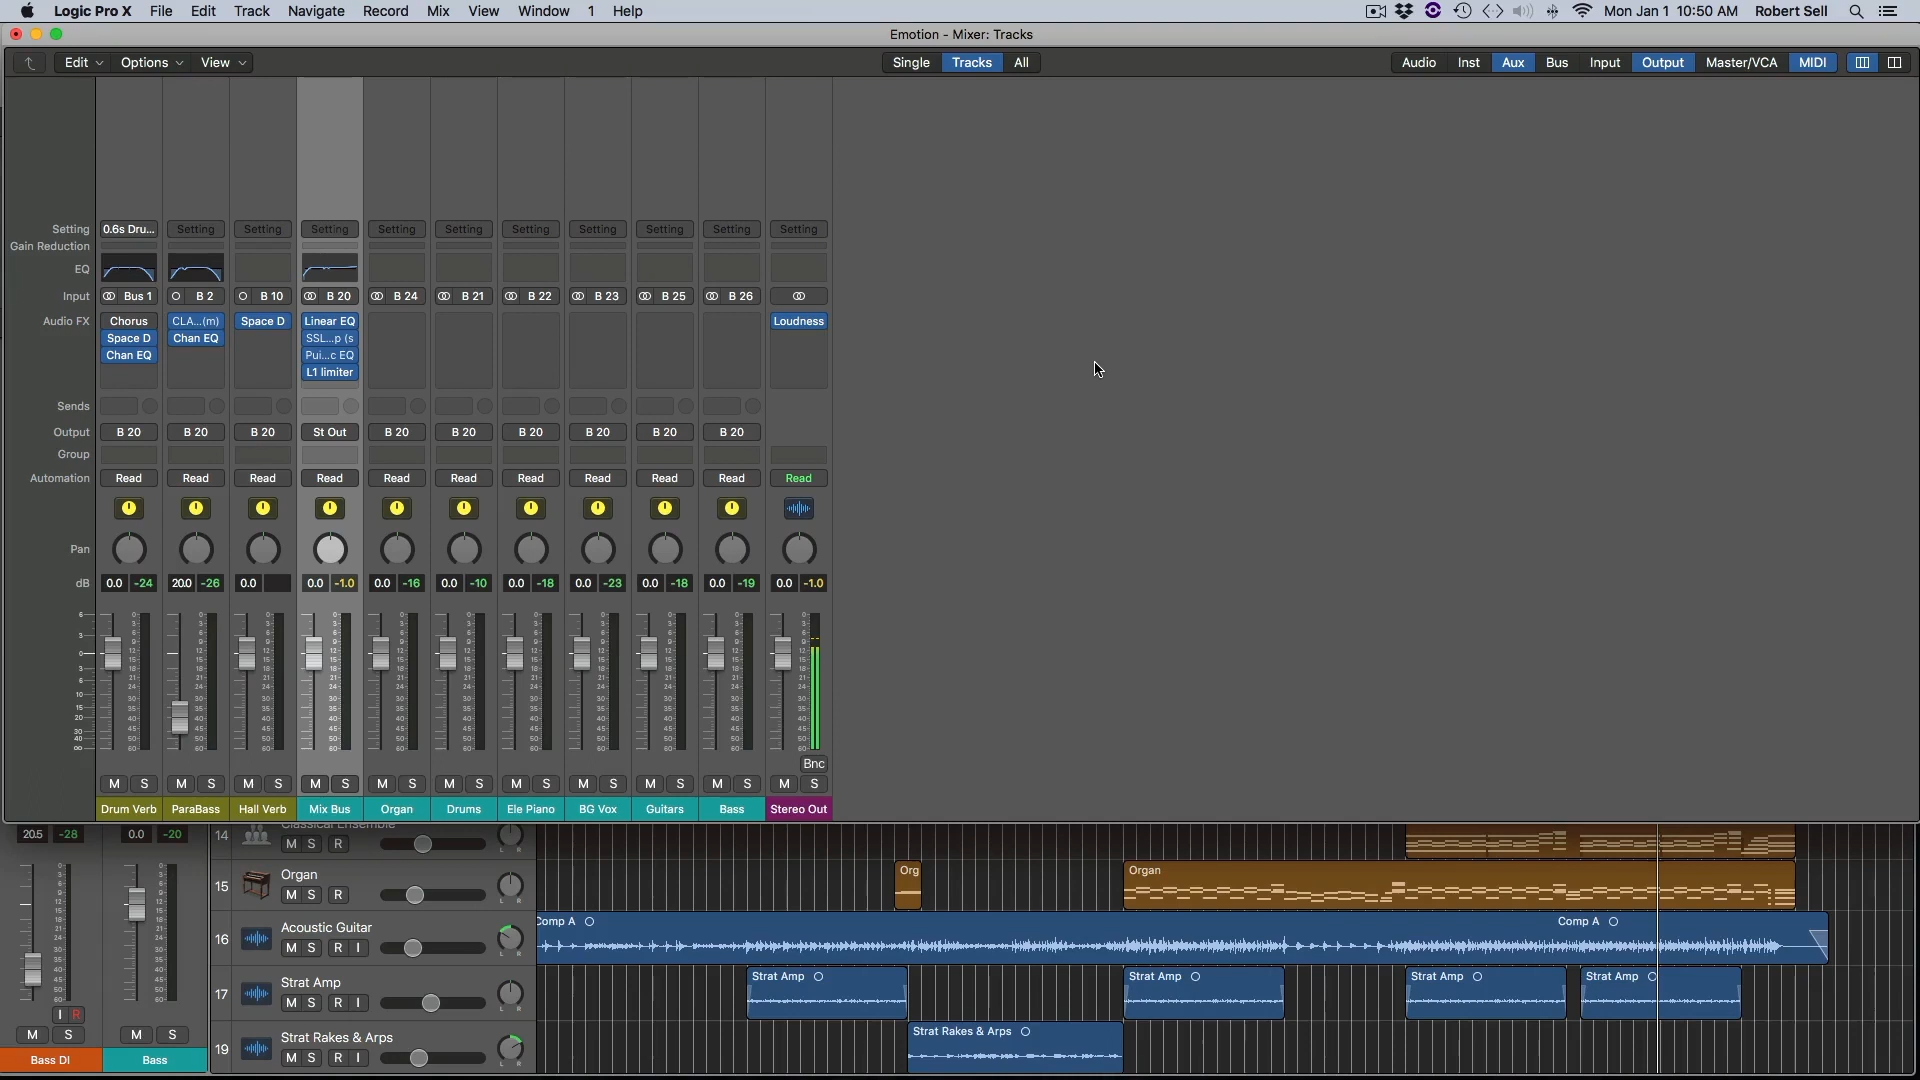 Logic Pro X File Edit Track Navigate Record Mix View Window 1 Help Mon Jan 1 10:50 AM Robert Sell
Emotion - Mixer: Tracks
Edit Options View Single Tracks All Audio Inst Aux Bus Input Output Master/VCA MIDI
Setting 0.6s Dru... Setting Setting Setting Setting Setting Setting Setting Setting Setting Setting
Gain Reduction
EQ
Input Bus 1 B 2 B 10 B 20 B 24 B 21 B 22 B 23 B 25 B 26
Audio FX Chorus CLA...(m) Space D Linear EQ Loudness
Space D Chan EQ SSL...p (s
Chan EQ Pui...c EQ
L1 limiter
Sends
Output B 20 B 20 B 20 St Out B 20 B 20 B 20 B 20 B 20 B 20
Group
Automation Read Read Read Read Read Read Read Read Read Read Read
Pan
dB 0.0 -24 20.0 -26 0.0 0.0 -1.0 0.0 -16 0.0 -10 0.0 -18 0.0 -23 0.0 -18 0.0 -19 0.0 -1.0
Bnc
M S M S M S M S M S M S M S M S M S M S M S
Drum Verb ParaBass Hall Verb Mix Bus Organ Drums Ele Piano BG Vox Guitars Bass Stereo Out
20.5 -28 0.0 -20 14 Classical Ensemble
M S R
15 Organ Org Organ
M S R
16 Acoustic Guitar Comp A Comp A
M S R I
17 Strat Amp Strat Amp Strat Amp Strat Amp Strat Amp
M S R I
I R
M S M S
19 Strat Rakes & Arps Strat Rakes & Arps
M S R I
Bass DI Bass